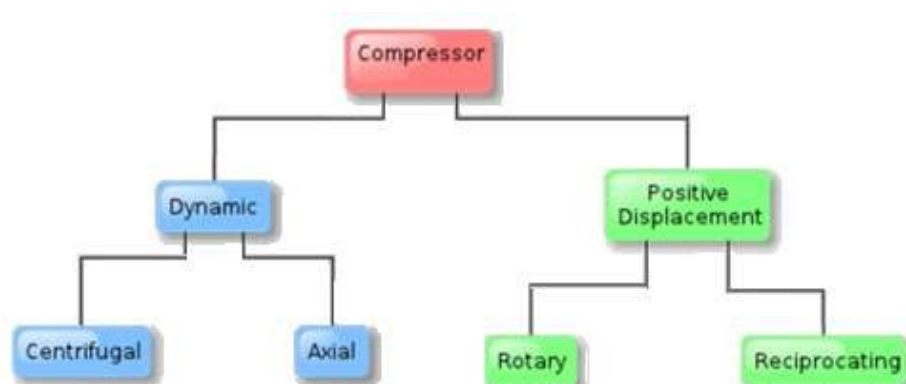 Compressor
Dynamic
Positive
Displacement
Centrifugal
Axial
Rotary
Reciprocating